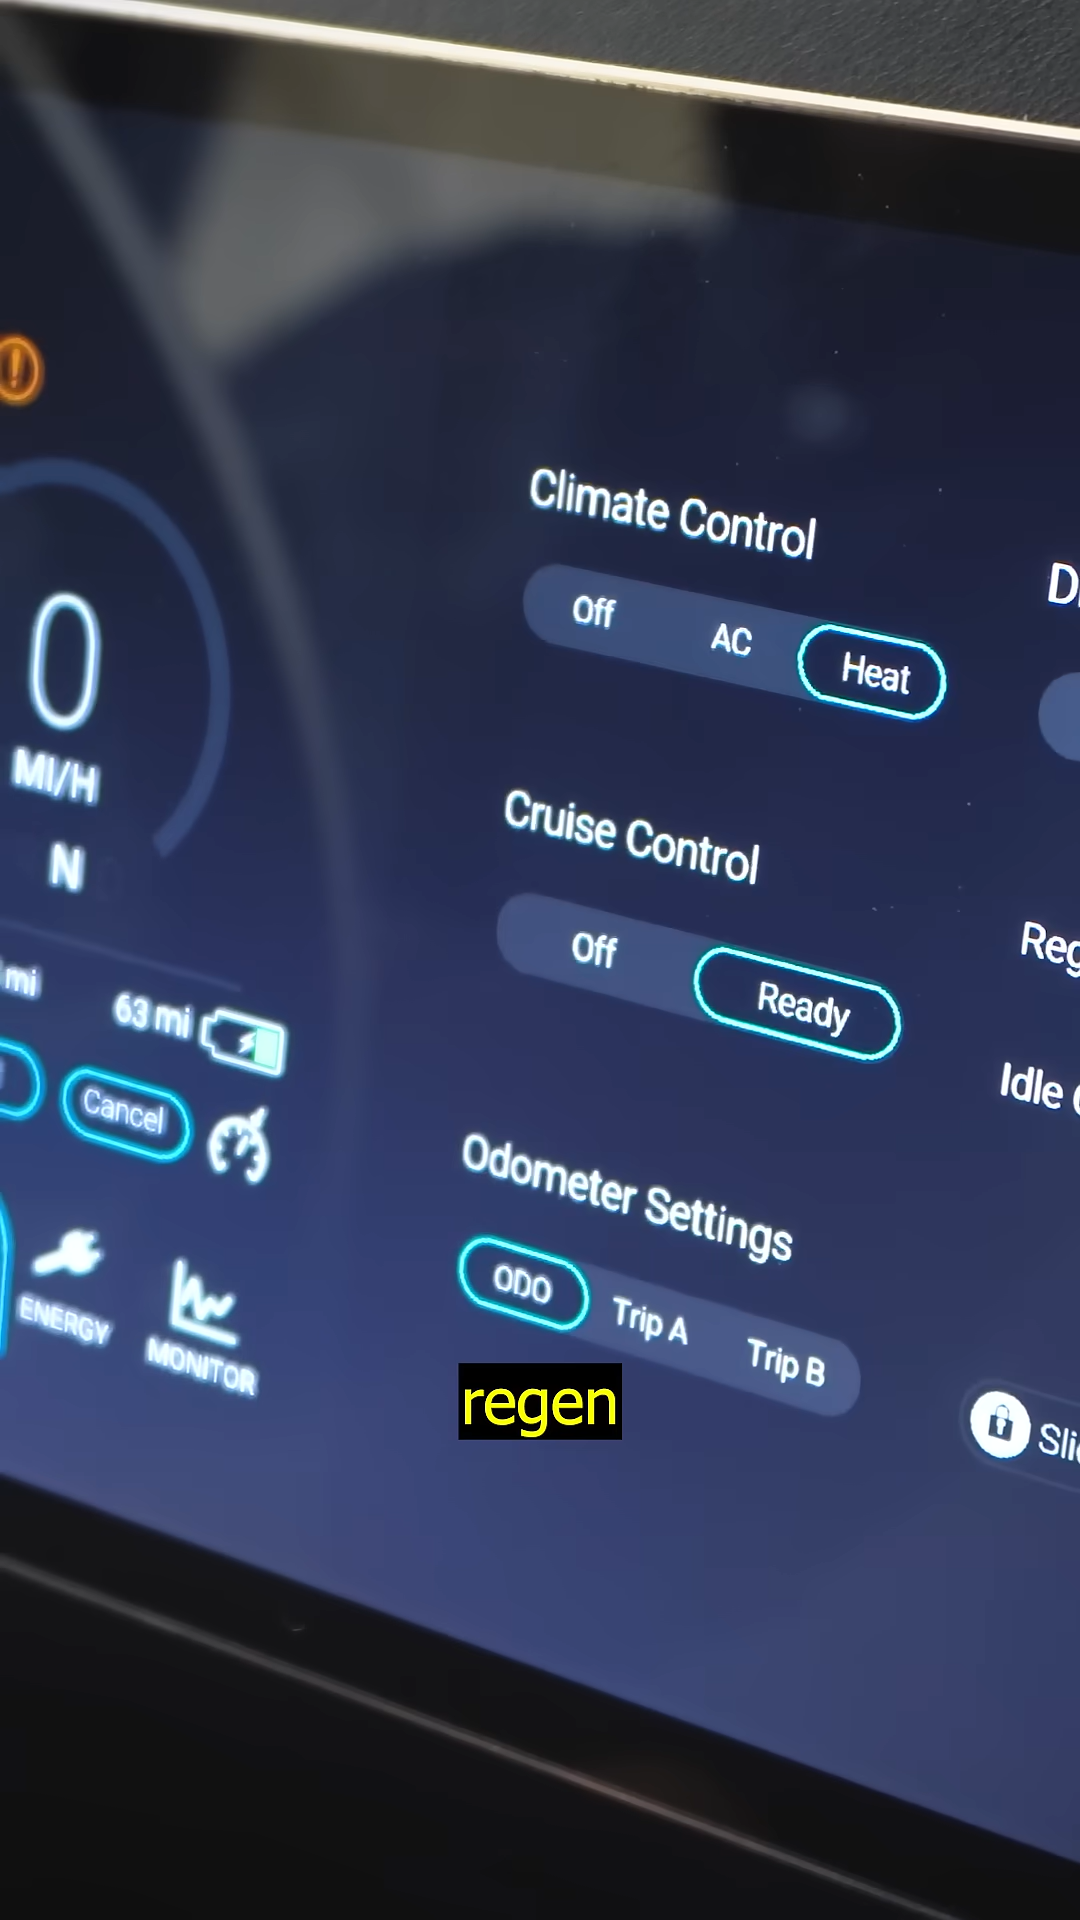 Climate Control
Off AC Heat
Cruise Control
Off Ready
Odometer Settings
ODO Trip A Trip B
0
MI/H
N
mi 63 mi
Cancel
ENERGY MONITOR
Idle
regen